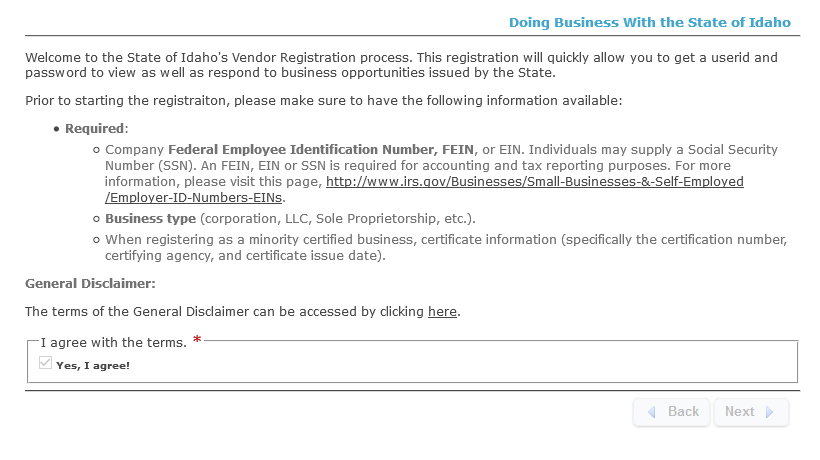 Doing Business With the State of Idaho
Welcome to the State of Idaho's Vendor Registration process. This registration will quickly allow you to get a userid and
password to view as well as respond to business opportunities issued by the State.
Prior to starting the registraiton, please make sure to have the following information available:
• Required:
Company Federal Employee Identification Number, FEIN, or EIN. Individuals may supply a Social Security
Number (SSN). An FEIN, EIN or SSN is required for accounting and tax reporting purposes. For more
information, please visit this page, http://www.irs.gov/Businesses/Small-Businesses-&-Self-Employed
/Employer-ID-Numbers-EINs.
Business type (corporation, LLC, Sole Proprietorship, etc.).
When registering as a minority certified business, certificate information (specifically the certification number,
certifying agency, and certificate issue date).
General Disclaimer:
The terms of the General Disclaimer can be accessed by clicking here.
I agree with the terms. *
Yes, I agree!
Back Next